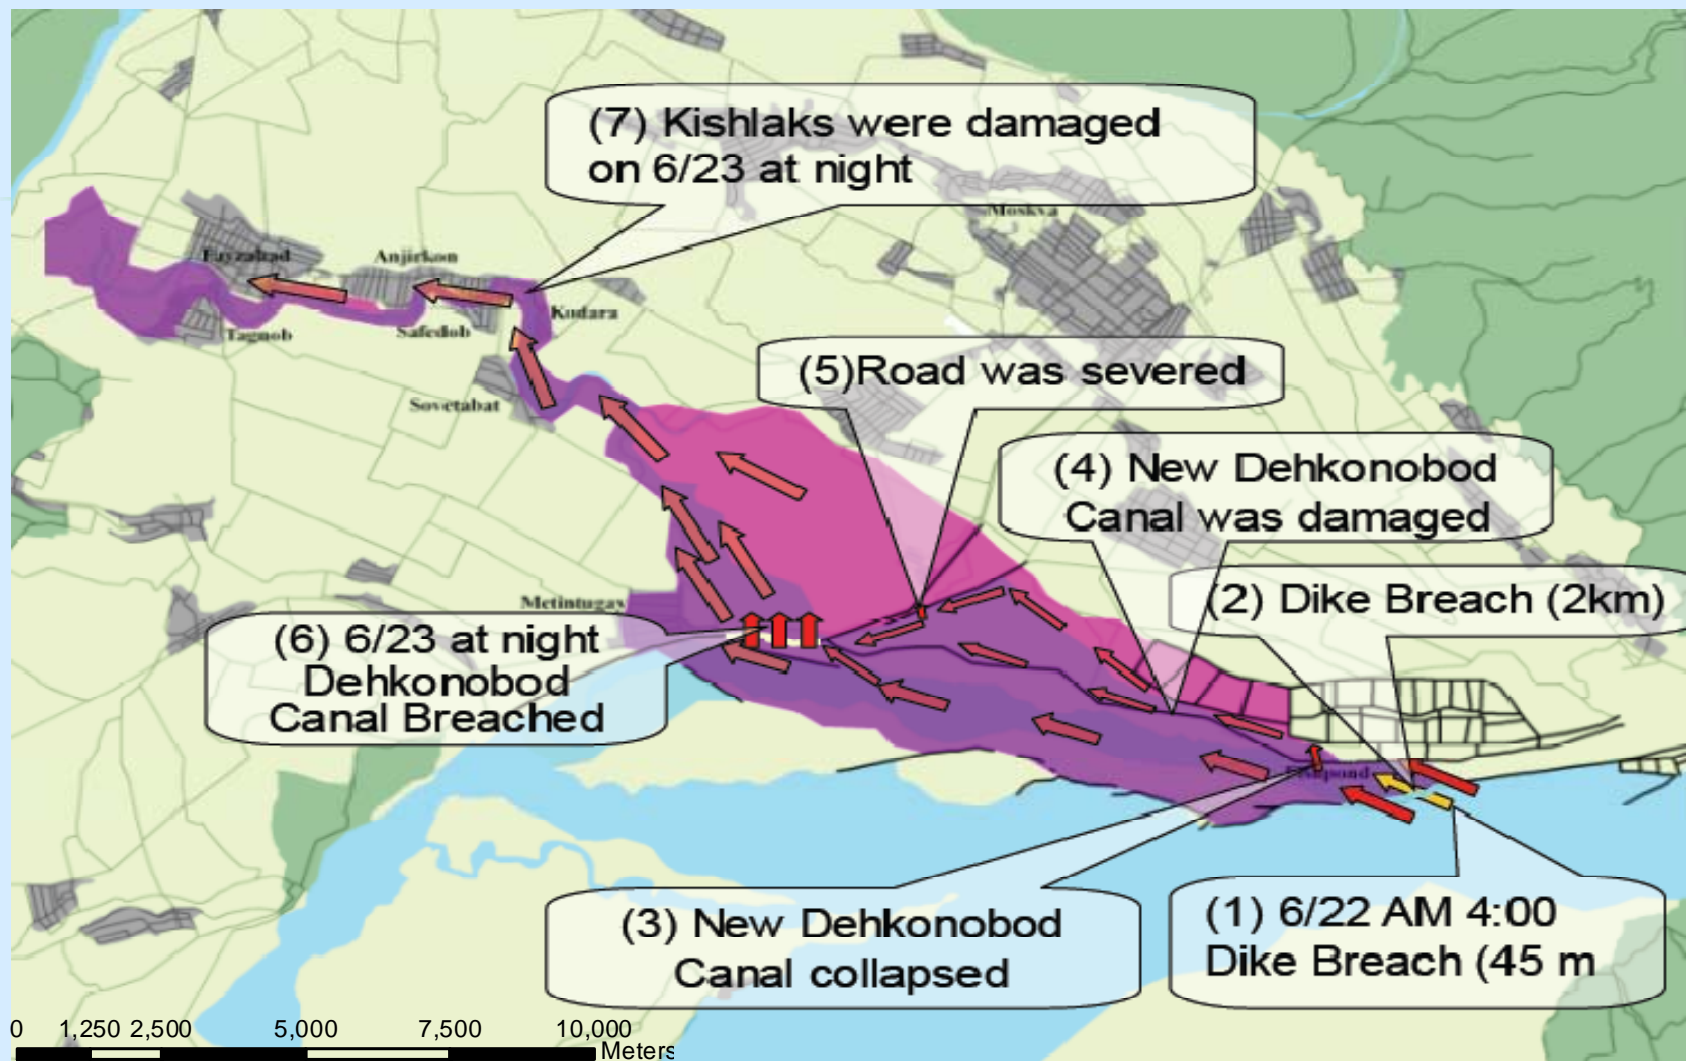 (7) Kishlaks were damaged
on 6/23 at night
Moskva
Fayzabad
Anjirkon
Kudara
Tagnob
Safedob
(5)Road was severed
Sovetabat
(4) New Dehkonobod
Canal was damaged
(2) Dike Breach (2km)
Metintugay
(6) 6/23 at night
Dehkonobod
Canal Breached
Fishpond
(3) New Dehkonobod
Canal collapsed
(1) 6/22 AM 4:00
Dike Breach (45 m
0 1,250 2,500 5,000 7,500 10,000
Meters